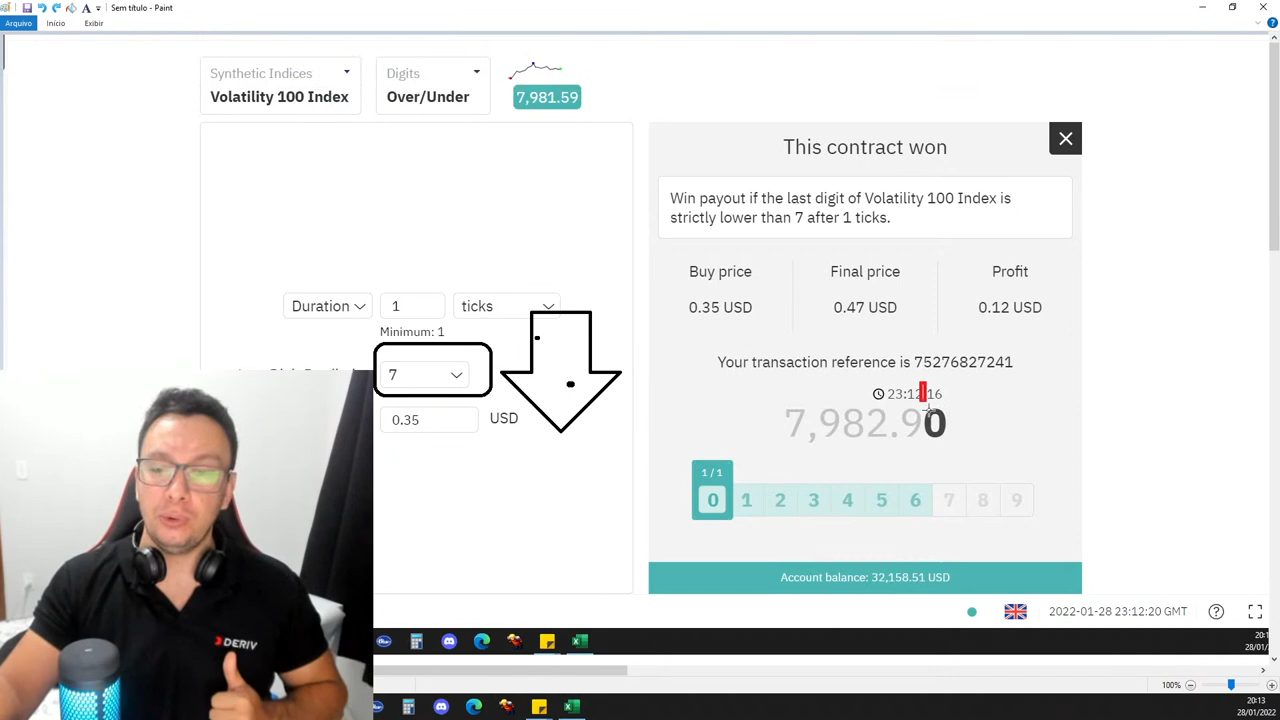 Sem título - Paint
Arquivo Início Exibir
Synthetic Indices
Volatility 100 Index
Digits
Over/Under
7,981.59
This contract won
Win payout if the last digit of Volatility 100 Index is
strictly lower than 7 after 1 ticks.
Buy price Final price Profit
0.35 USD 0.47 USD 0.12 USD
Duration 1 ticks
Minimum: 1
7
0.35 USD
Your transaction reference is 75276827241
7,982.90
1 / 1
0 1 2 3 4 5 6 7 8 9
Account balance: 32,158.51 USD
2022-01-28 23:12:20 GMT
DERIV
100%
20:13
28/01/2022